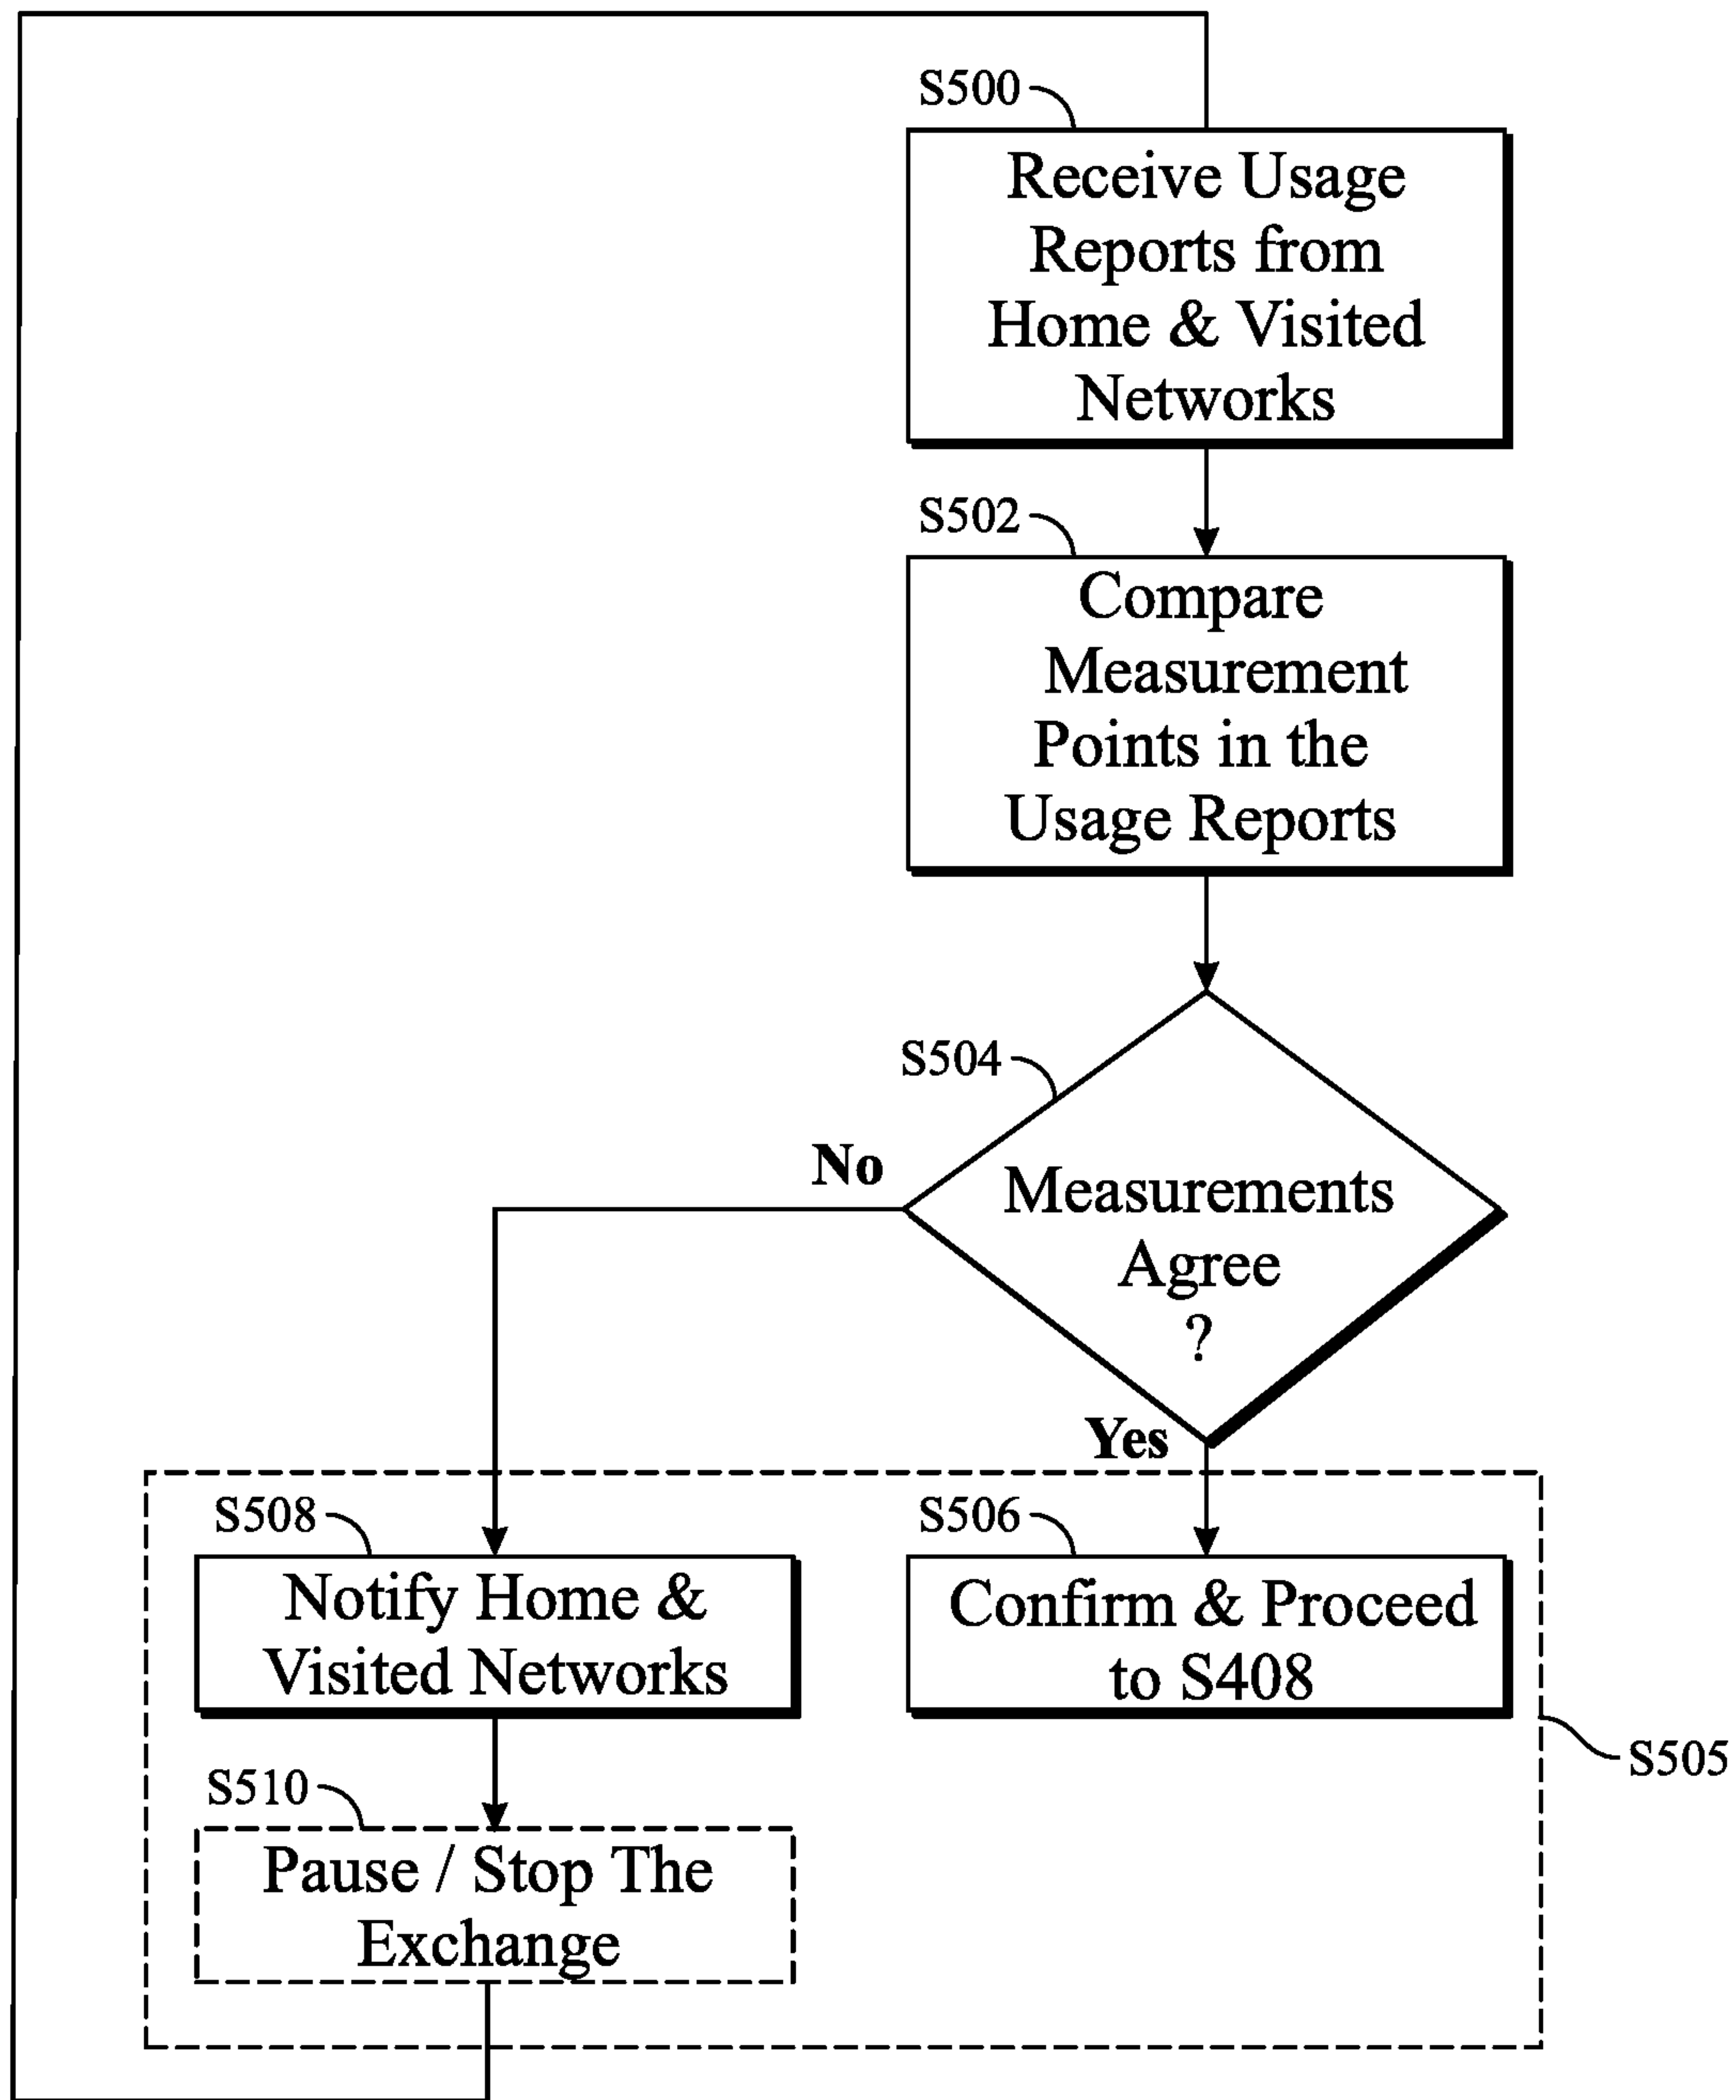 S500
Receive Usage
Reports from
Home & Visited
Networks
S502
Compare
Measurement
Points in the
Usage Reports
S504
No
Measurements
Agree
?
Yes
S508
Notify Home &
Visited Networks
S506
Confirm & Proceed
to S408
S505
S510
Pause / Stop The
Exchange